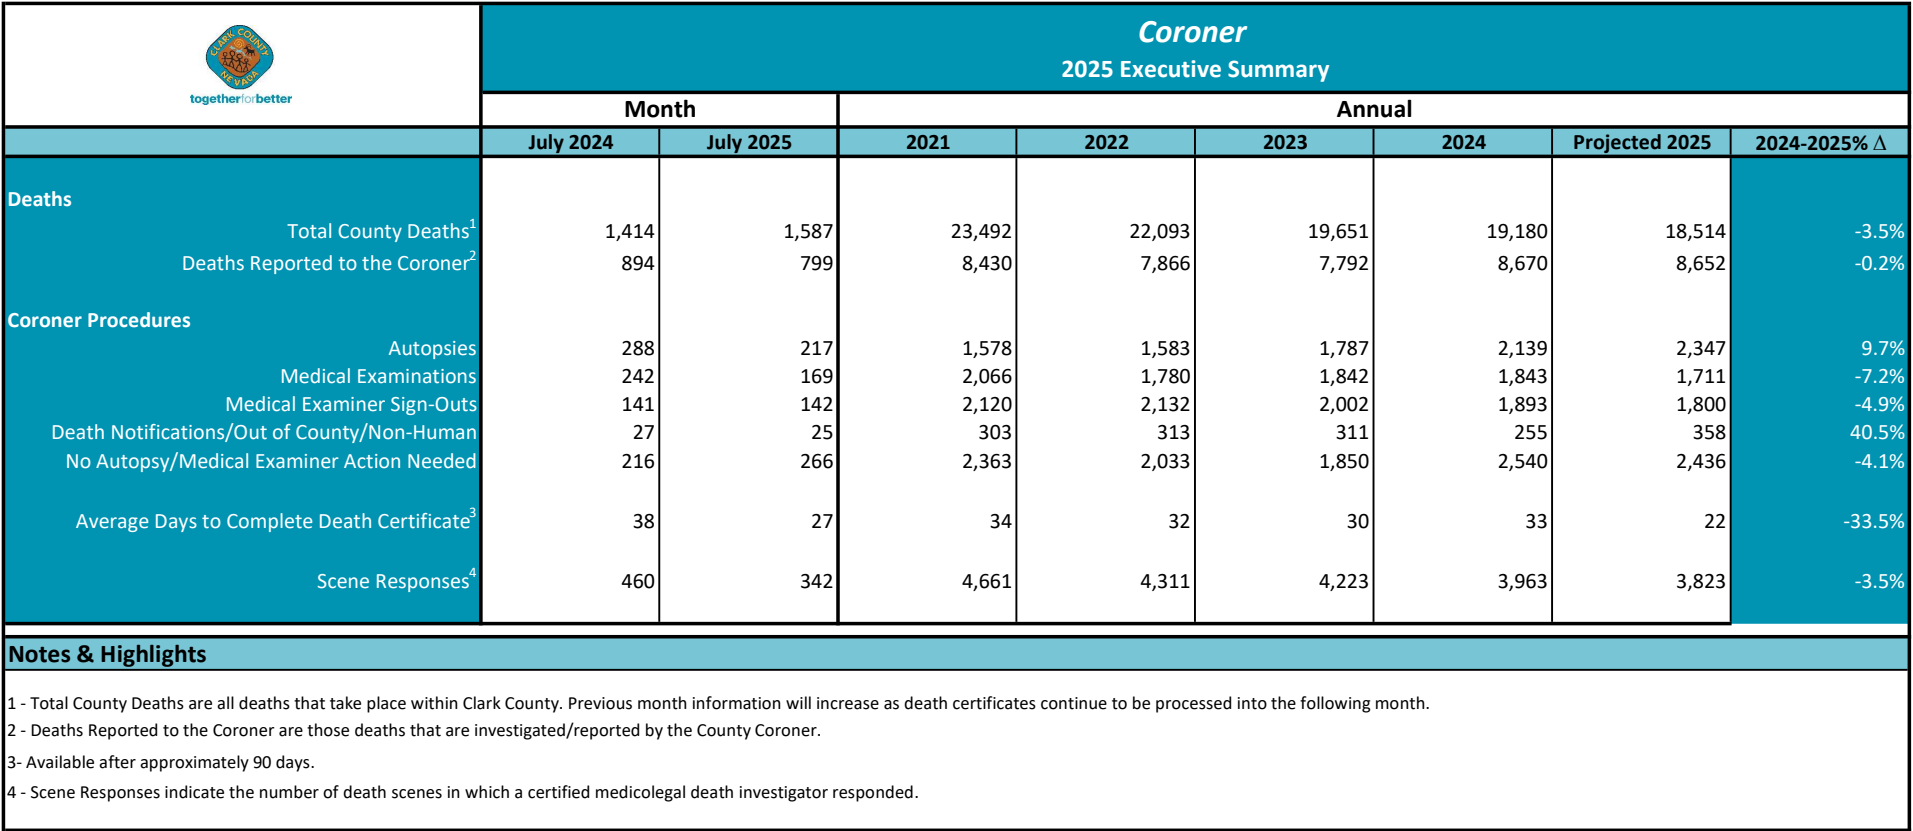 CLARK COUNTY
NEVADA
togetherforbetter
Coroner
2025 Executive Summary
Month Annual
July 2024 July 2025 2021 2022 2023 2024 Projected 2025 2024-2025% Δ
Deaths
Total County Deaths1 1,414 1,587 23,492 22,093 19,651 19,180 18,514 -3.5%
Deaths Reported to the Coroner2 894 799 8,430 7,866 7,792 8,670 8,652 -0.2%
Coroner Procedures
Autopsies 288 217 1,578 1,583 1,787 2,139 2,347 9.7%
Medical Examinations 242 169 2,066 1,780 1,842 1,843 1,711 -7.2%
Medical Examiner Sign-Outs 141 142 2,120 2,132 2,002 1,893 1,800 -4.9%
Death Notifications/Out of County/Non-Human 27 25 303 313 311 255 358 40.5%
No Autopsy/Medical Examiner Action Needed 216 266 2,363 2,033 1,850 2,540 2,436 -4.1%
Average Days to Complete Death Certificate3 38 27 34 32 30 33 22 -33.5%
Scene Responses4 460 342 4,661 4,311 4,223 3,963 3,823 -3.5%
Notes & Highlights
1 - Total County Deaths are all deaths that take place within Clark County. Previous month information will increase as death certificates continue to be processed into the following month.
2 - Deaths Reported to the Coroner are those deaths that are investigated/reported by the County Coroner.
3- Available after approximately 90 days.
4 - Scene Responses indicate the number of death scenes in which a certified medicolegal death investigator responded.